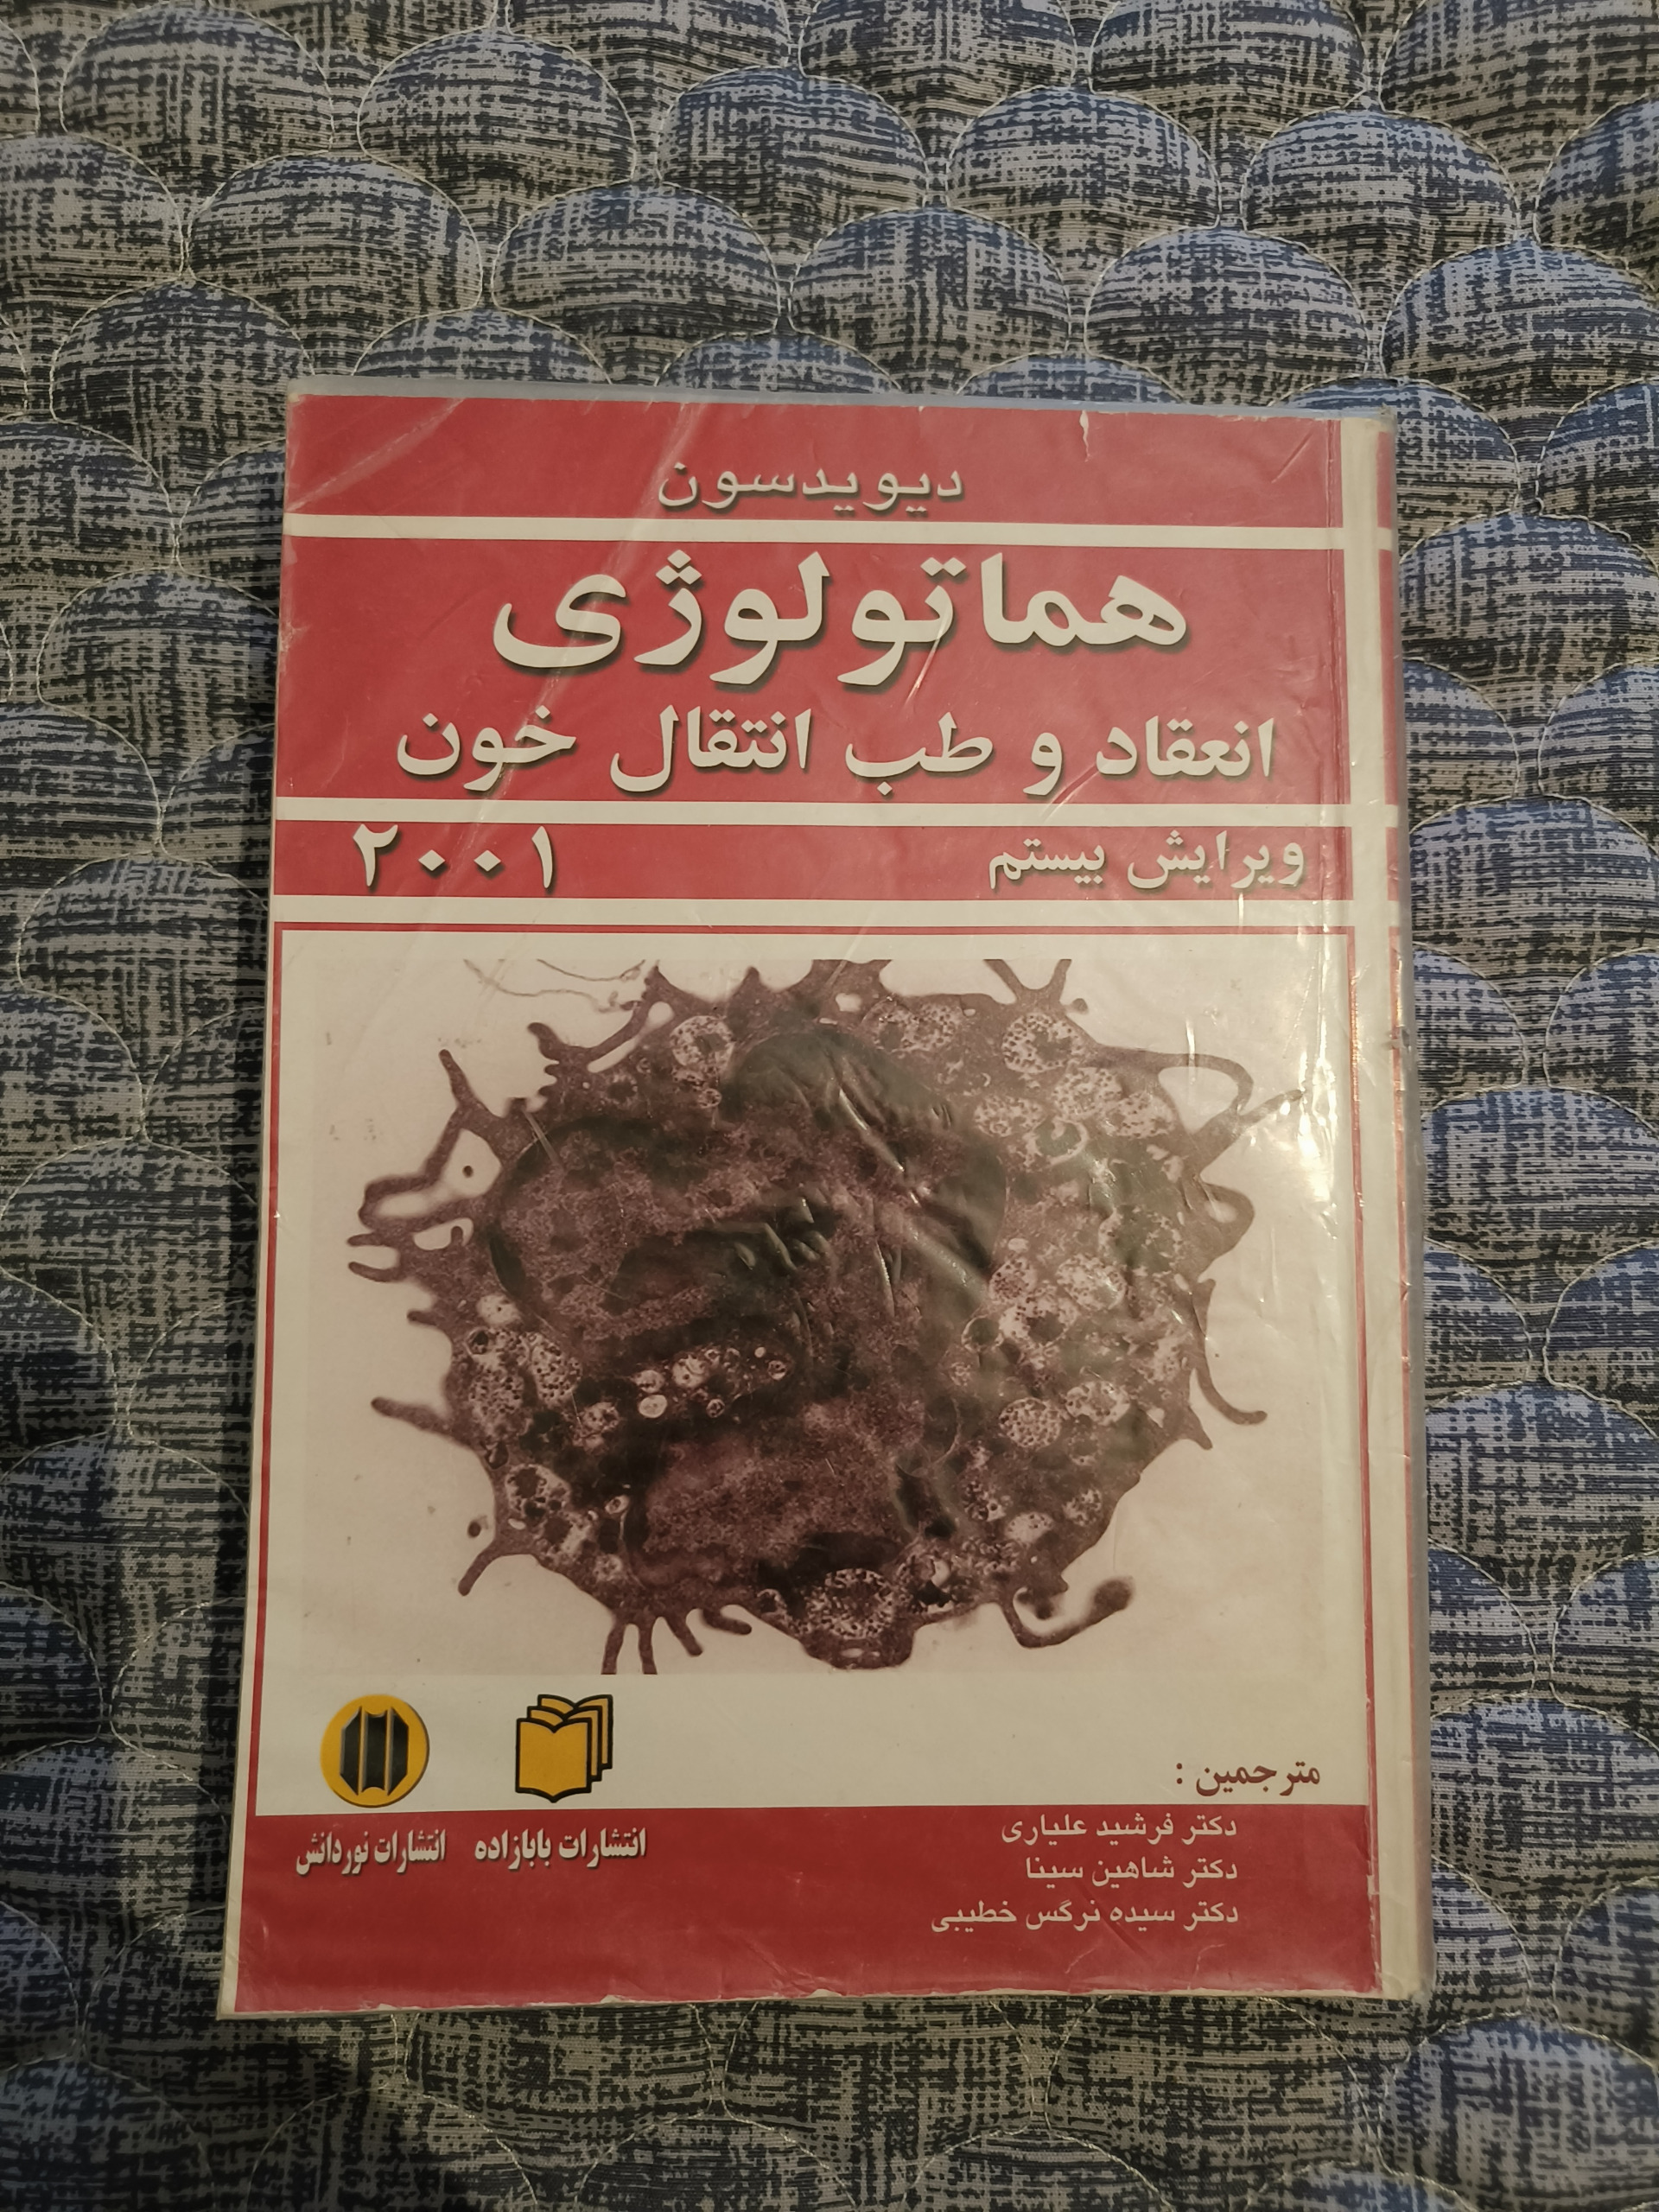 دیویدسون
هماتولوژی
انعقاد و طب انتقال خون
ویرایش بیستم
۲۰۰۱
مترجمین :
دکتر فرشید علیاری
دکتر شاهین سینا
دکتر سیده نرگس خطیبی
انتشارات بابازاده
انتشارات نوردانش